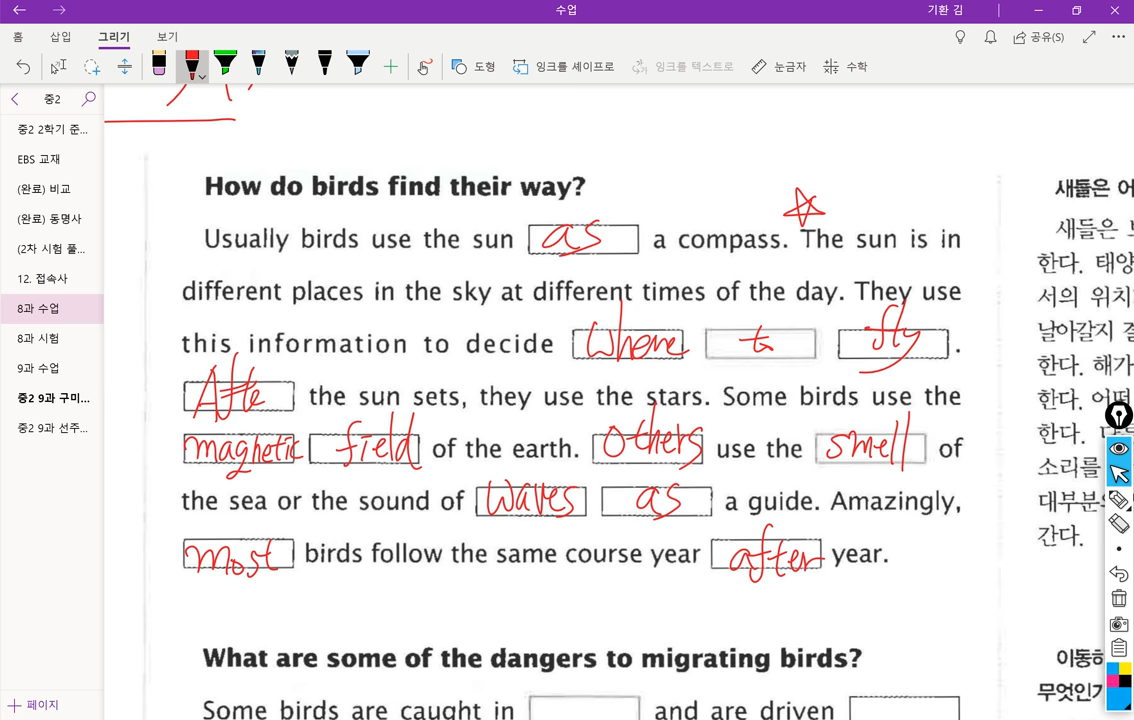 수업
기환 김
홈 삽입 그리기 보기
공유(S)
도형 잉크를 셰이프로 잉크를 텍스트로 눈금자 수학
중2
중2 2학기 준...
EBS 교재
(완료) 비교
(완료) 동명사
(2차 시험 풀...
12. 접속사
8과 수업
8과 시험
9과 수업
중2 9과 구미...
중2 9과 선주...
페이지
How do birds find their way?
Usually birds use the sun as a compass. The sun is in
different places in the sky at different times of the day. They use
this information to decide where t fly .
Afte the sun sets, they use the stars. Some birds use the
magnetic field of the earth. Others use the smell of
the sea or the sound of waves as a guide. Amazingly,
most birds follow the same course year after year.
What are some of the dangers to migrating birds?
Some birds are caught in and are driven
새들은 어
새들은 보
한다. 태양
서의 위치
날아갈지 결
한다. 해가
한다. 어떤
한다.
소리를
대부분
간다.
이동하
무엇인가